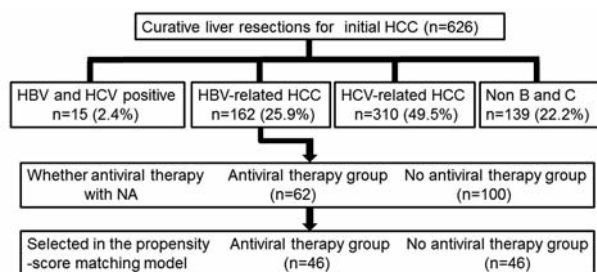 Curative liver resections for initial HCC (n=626)
HBV and HCV positive
n=15 (2.4%)
HBV-related HCC
n=162 (25.9%)
HCV-related HCC
n=310 (49.5%)
Non B and C
n=139 (22.2%)
Whether antiviral therapy
with NA
Antiviral therapy group
(n=62)
No antiviral therapy group
(n=100)
Selected in the propensity
-score matching model
Antiviral therapy group
(n=46)
No antiviral therapy group
(n=46)